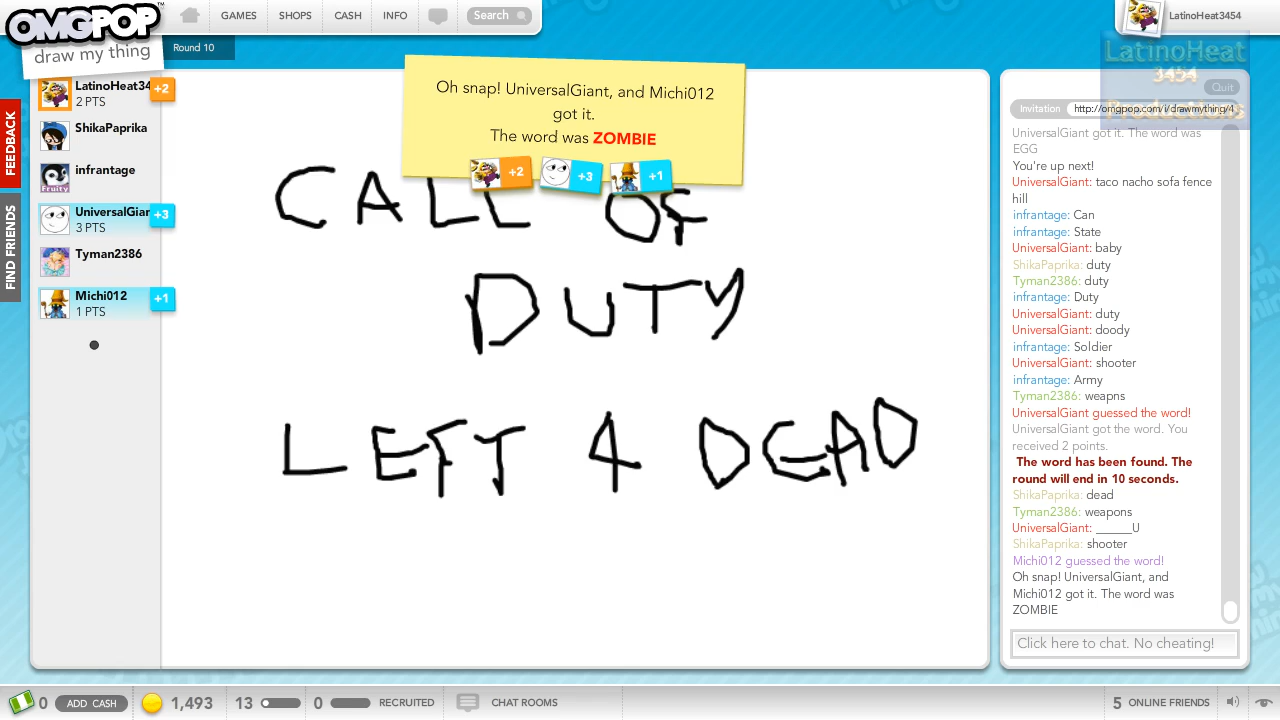 OMGPOP™
draw my thing
GAMES
SHOPS
CASH
INFO
Search
LatinoHeat3454
LatinoHeat
3454
Productions
Round 10
FEEDBACK
FIND FRIENDS
LatinoHeat34
2 PTS
+2
ShikaPaprika
infrantage
Fruity
UniversalGiar
3 PTS
+3
Tyman2386
Michi012
1 PTS
+1
Oh snap! UniversalGiant, and Michi012
got it.
The word was ZOMBIE
+2
+3
+1
CALL OF
DUTY
LEFT 4 DEAD
Quit
Invitation
http://omgpop.com/i/drawmything/4
UniversalGiant got it. The word was
EGG
You're up next!
UniversalGiant: taco nacho sofa fence
hill
infrantage: Can
infrantage: State
UniversalGiant: baby
ShikaPaprika: duty
Tyman2386: duty
infrantage: Duty
UniversalGiant: duty
UniversalGiant: doody
infrantage: Soldier
UniversalGiant: shooter
infrantage: Army
Tyman2386: weapns
UniversalGiant guessed the word!
UniversalGiant got the word. You
received 2 points.
The word has been found. The
round will end in 10 seconds.
ShikaPaprika: dead
Tyman2386: weapons
UniversalGiant: ______U
ShikaPaprika: shooter
Michi012 guessed the word!
Oh snap! UniversalGiant, and
Michi012 got it. The word was
ZOMBIE
Click here to chat. No cheating!
0
ADD CASH
1,493
13
0
RECRUITED
CHAT ROOMS
5 ONLINE FRIENDS